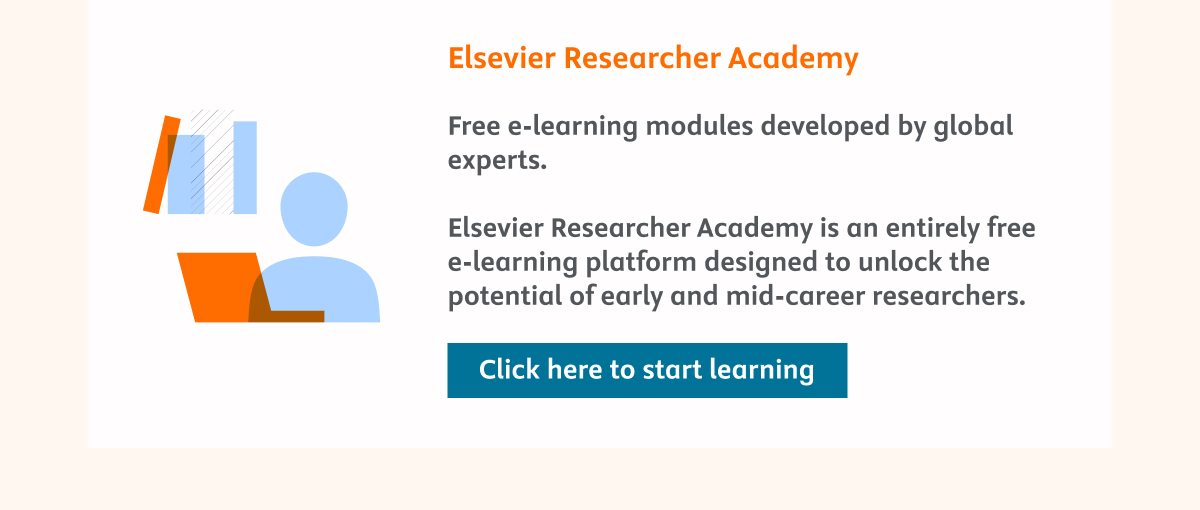 Elsevier Researcher Academy
Free e-learning modules developed by global
experts.
Elsevier Researcher Academy is an entirely free
e-learning platform designed to unlock the
potential of early and mid-career researchers.
Click here to start learning